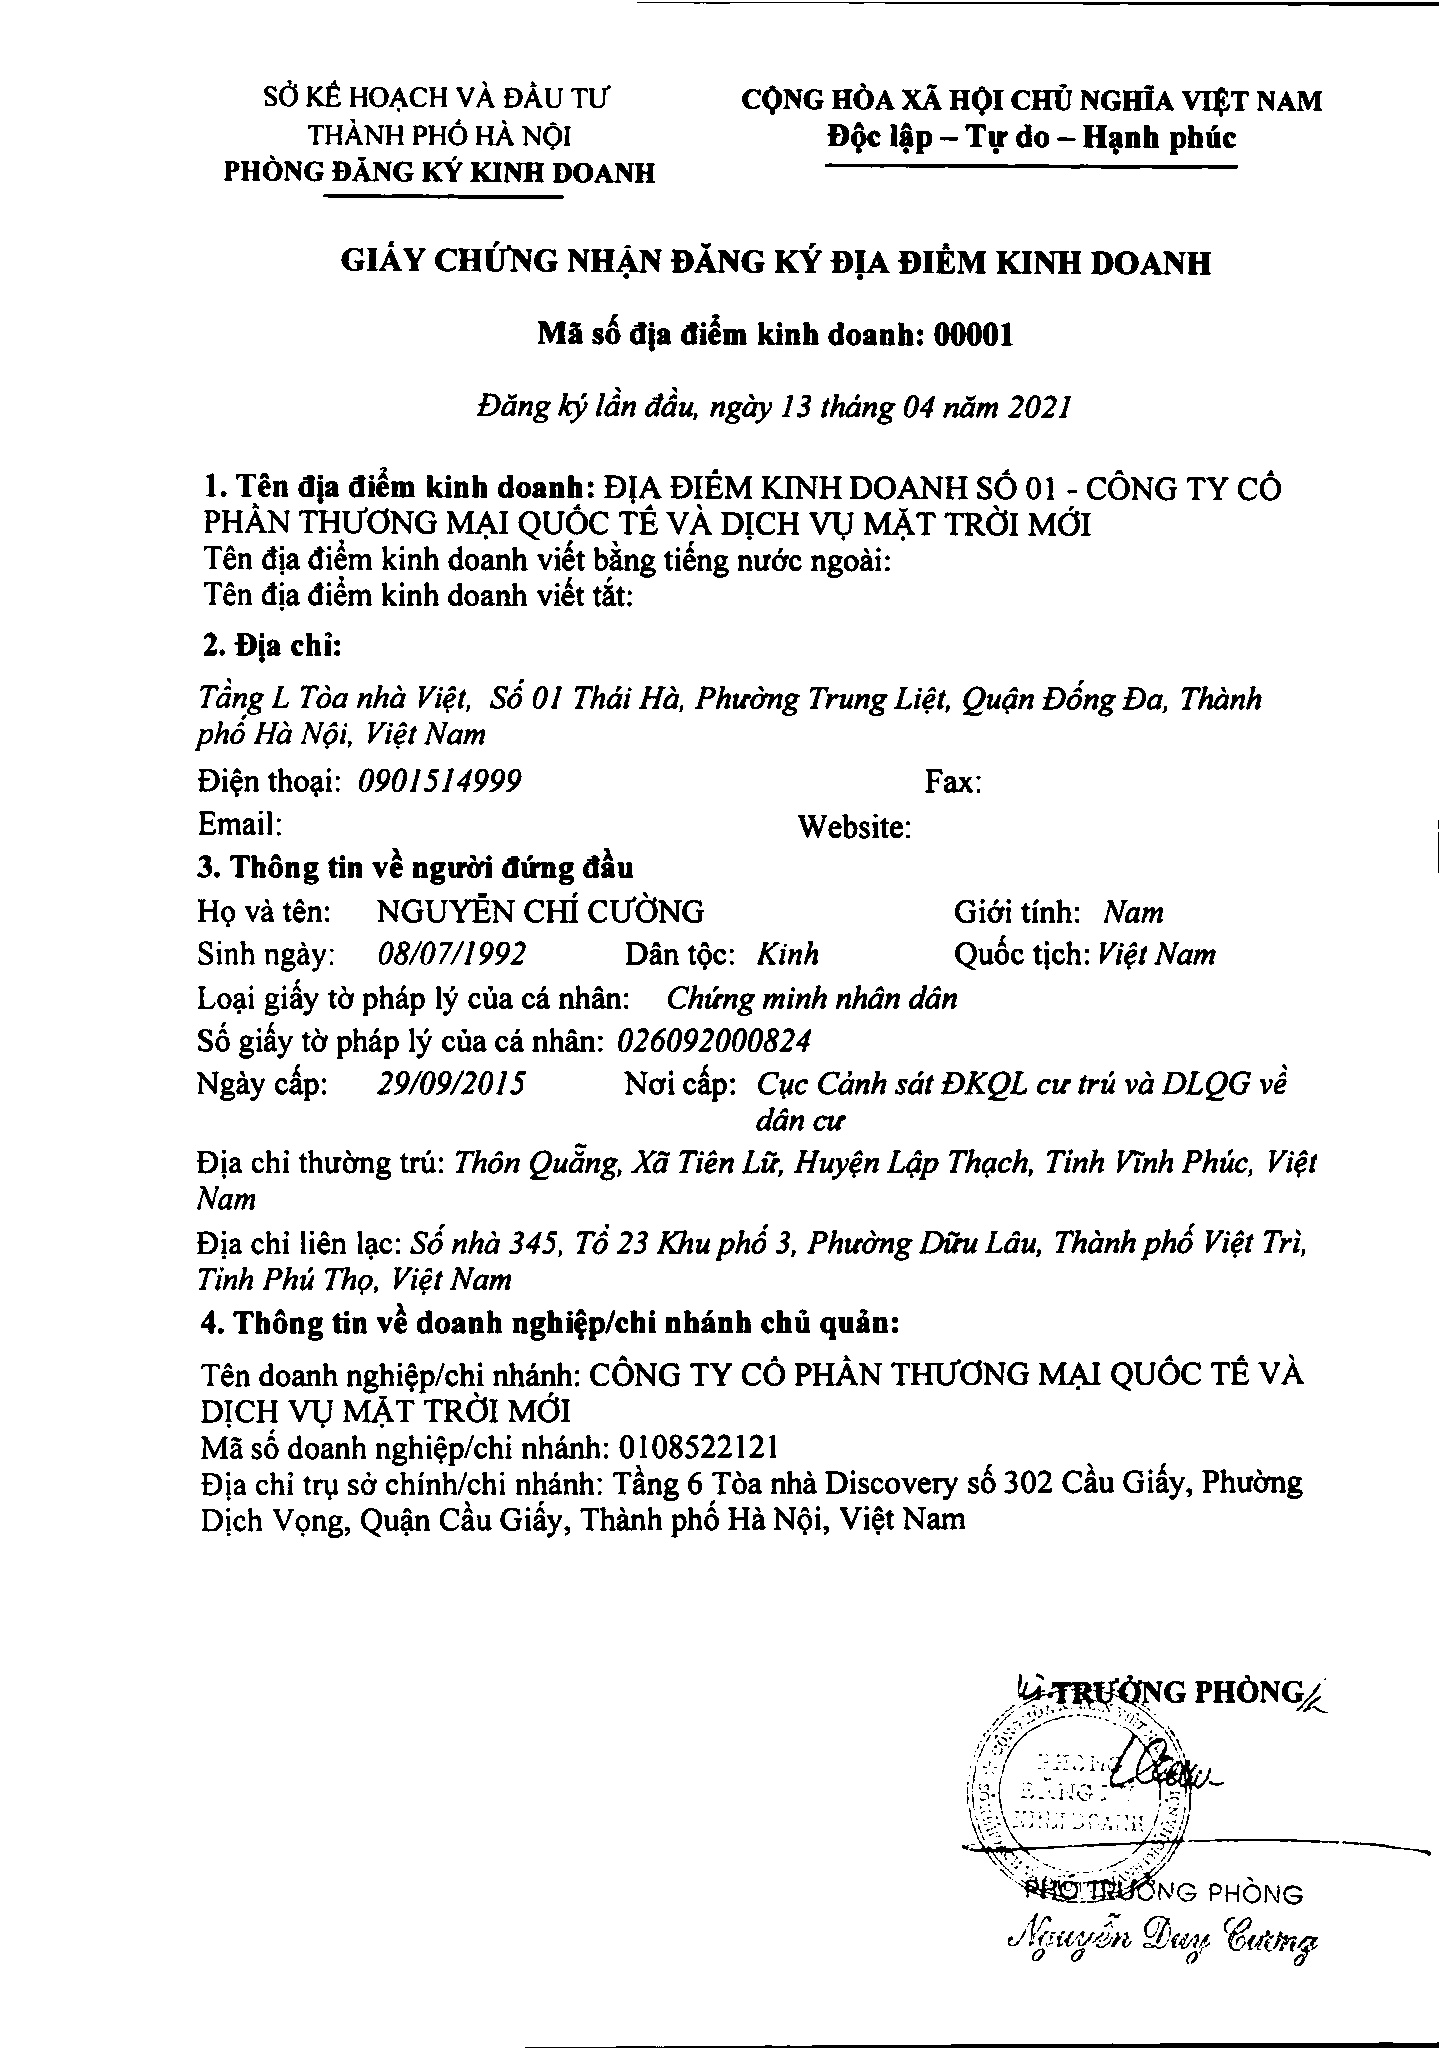 SỞ KẾ HOẠCH VÀ ĐẦU TƯ
THÀNH PHỐ HÀ NỘI
PHÒNG ĐĂNG KÝ KINH DOANH
CỘNG HÒA XÃ HỘI CHỦ NGHĨA VIỆT NAM
Độc lập – Tự do – Hạnh phúc
GIẤY CHỨNG NHẬN ĐĂNG KÝ ĐỊA ĐIỂM KINH DOANH
Mã số địa điểm kinh doanh: 00001
Đăng ký lần đầu, ngày 13 tháng 04 năm 2021
1. Tên địa điểm kinh doanh: ĐỊA ĐIỂM KINH DOANH SỐ 01 - CÔNG TY CỔ
PHẦN THƯƠNG MẠI QUỐC TẾ VÀ DỊCH VỤ MẶT TRỜI MỚI
Tên địa điểm kinh doanh viết bằng tiếng nước ngoài:
Tên địa điểm kinh doanh viết tắt:
2. Địa chỉ:
Tầng L Tòa nhà Việt, Số 01 Thái Hà, Phường Trung Liệt, Quận Đống Đa, Thành
phố Hà Nội, Việt Nam
Điện thoại: 0901514999 Fax:
Email: Website:
3. Thông tin về người đứng đầu
Họ và tên: NGUYỄN CHÍ CƯỜNG Giới tính: Nam
Sinh ngày: 08/07/1992 Dân tộc: Kinh Quốc tịch: Việt Nam
Loại giấy tờ pháp lý của cá nhân: Chứng minh nhân dân
Số giấy tờ pháp lý của cá nhân: 026092000824
Ngày cấp: 29/09/2015 Nơi cấp: Cục Cảnh sát ĐKQL cư trú và DLQG về
dân cư
Địa chỉ thường trú: Thôn Quẵng, Xã Tiên Lữ, Huyện Lập Thạch, Tỉnh Vĩnh Phúc, Việt
Nam
Địa chỉ liên lạc: Số nhà 345, Tổ 23 Khu phố 3, Phường Dữu Lâu, Thành phố Việt Trì,
Tỉnh Phú Thọ, Việt Nam
4. Thông tin về doanh nghiệp/chi nhánh chủ quản:
Tên doanh nghiệp/chi nhánh: CÔNG TY CỔ PHẦN THƯƠNG MẠI QUỐC TẾ VÀ
DỊCH VỤ MẶT TRỜI MỚI
Mã số doanh nghiệp/chi nhánh: 0108522121
Địa chỉ trụ sở chính/chi nhánh: Tầng 6 Tòa nhà Discovery số 302 Cầu Giấy, Phường
Dịch Vọng, Quận Cầu Giấy, Thành phố Hà Nội, Việt Nam
TRƯỞNG PHÒNG
PHÒNG
ĐĂNG KÝ
KINH DOANH
PHÓ TRƯỞNG PHÒNG
Nguyễn Duy Cương